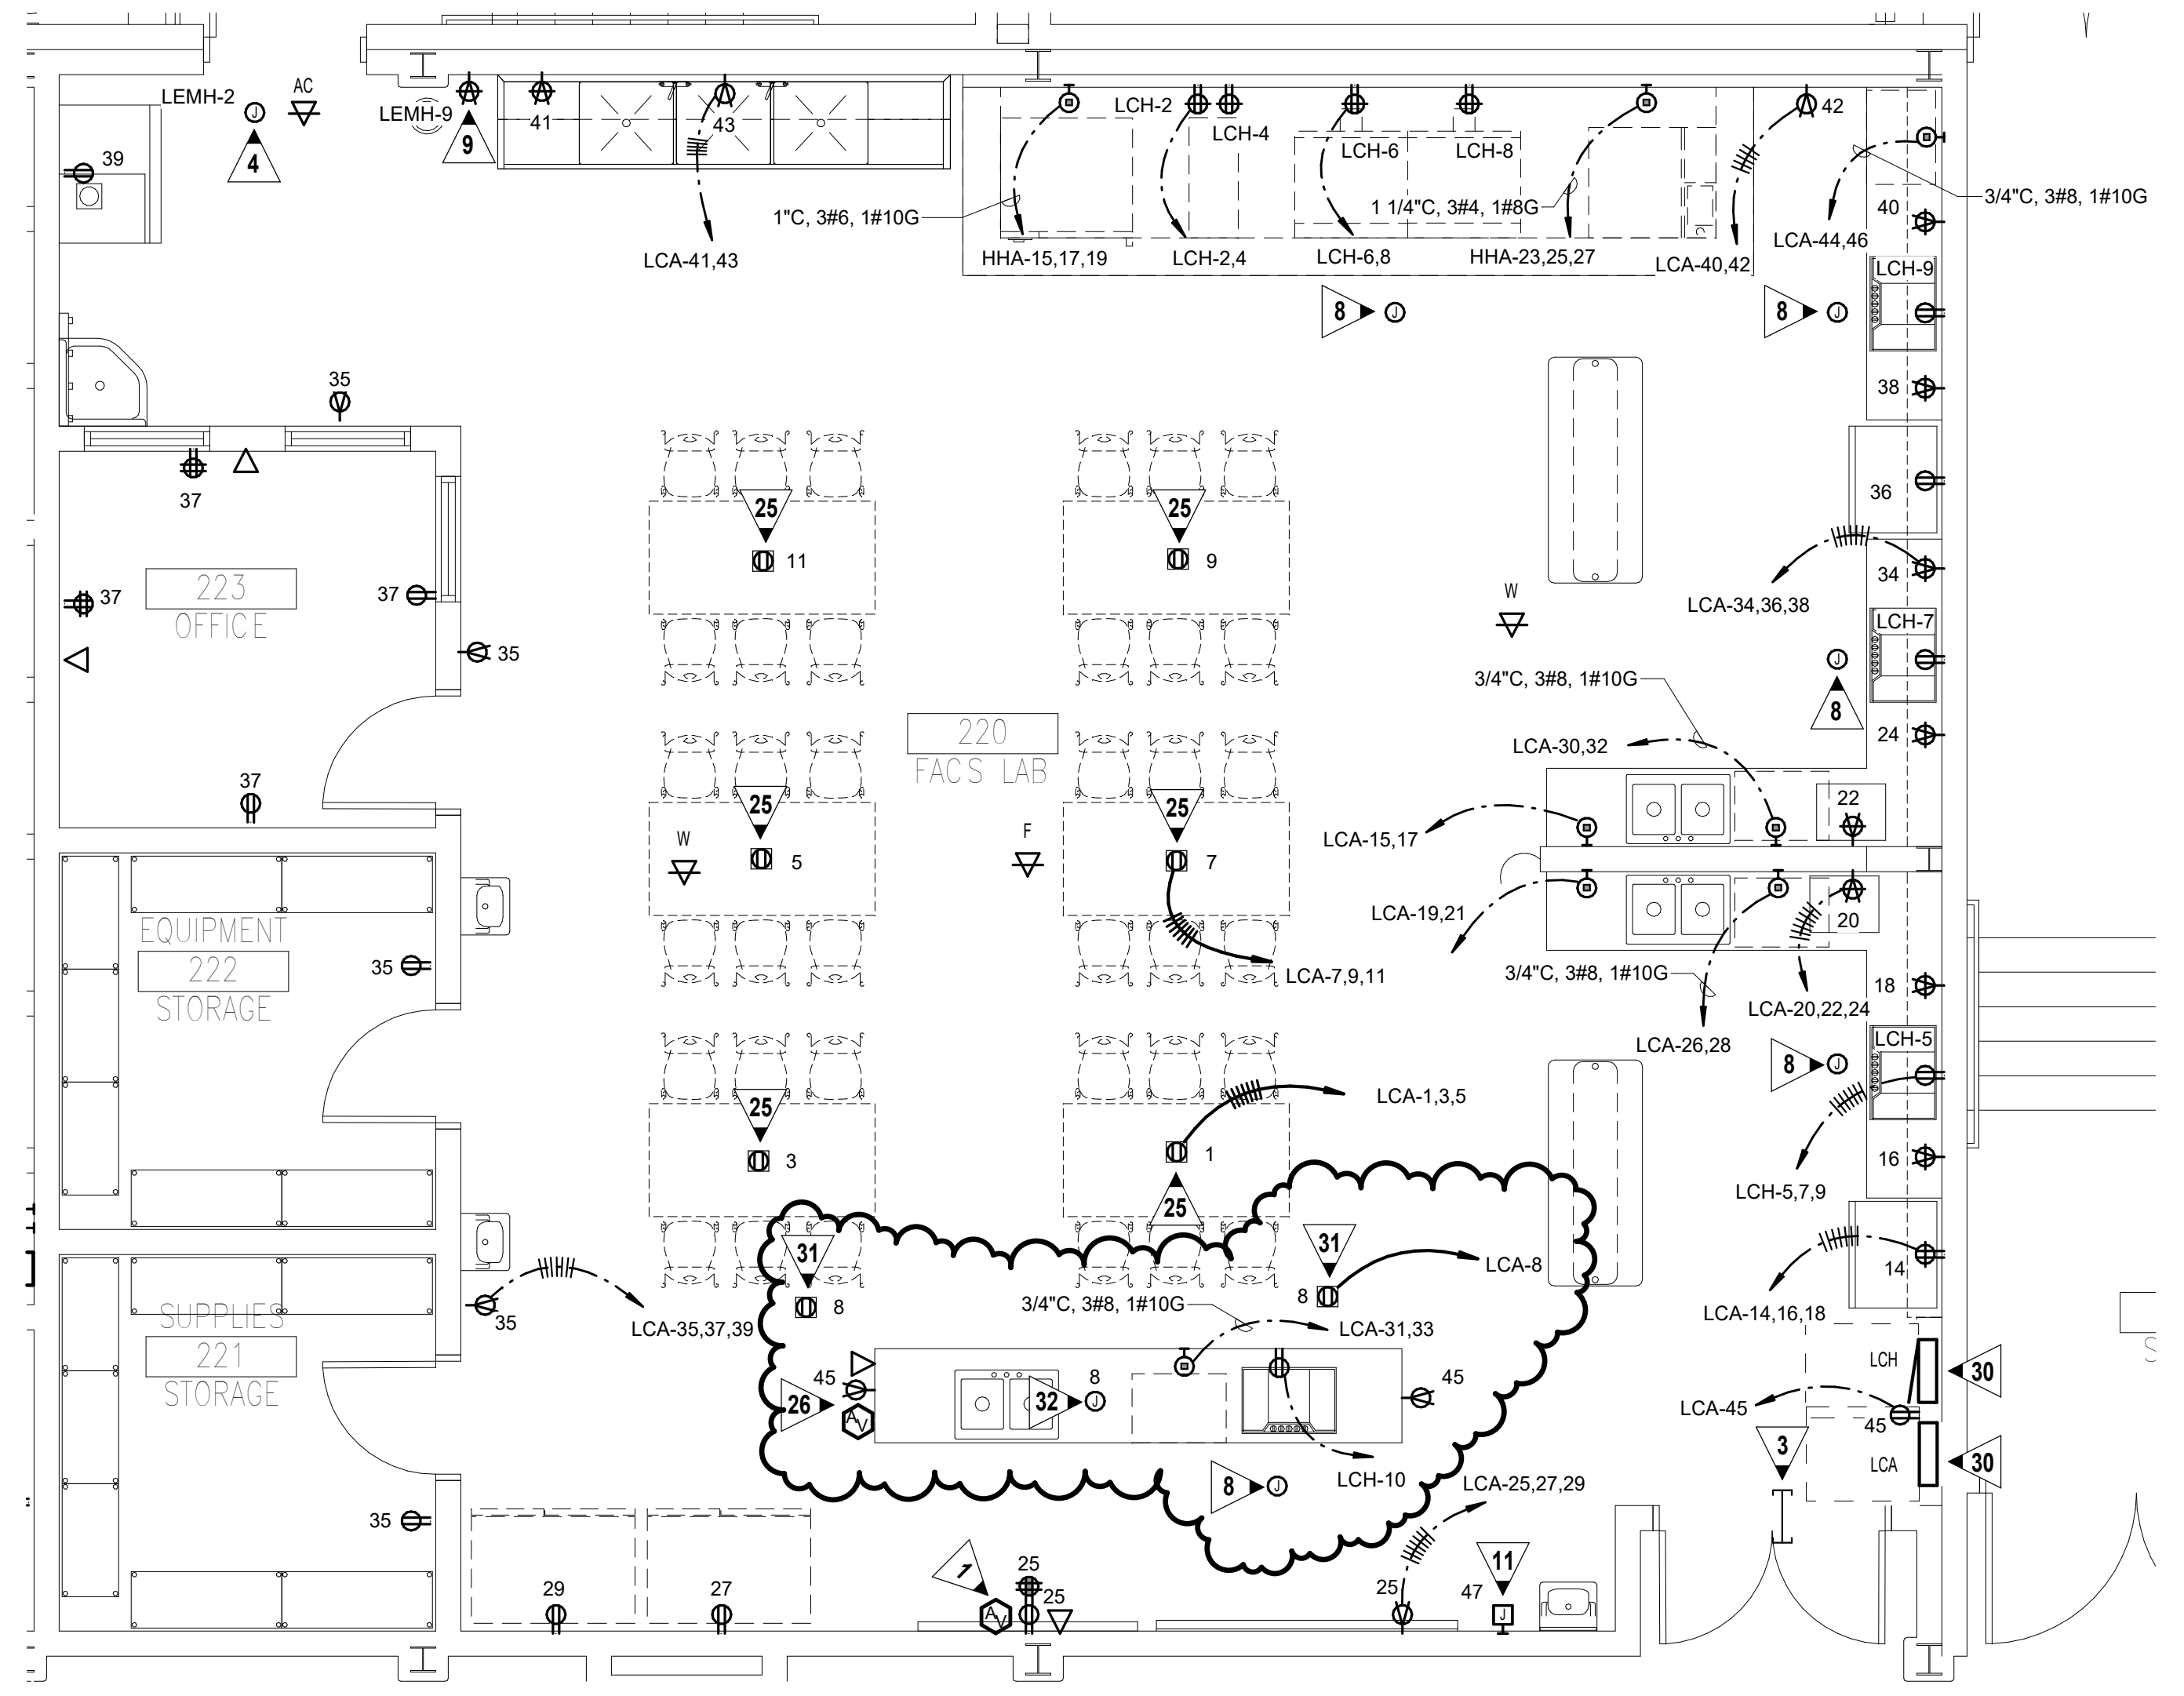 LEMH-2
AC
J
4
39
LEMH-9
9
41
43
LCA-41,43
LCH-2
LCH-4
LCH-6
LCH-8
42
1"C, 3#6, 1#10G
1 1/4"C, 3#4, 1#8G
HHA-15,17,19
LCH-2,4
LCH-6,8
HHA-23,25,27
LCA-40,42
3/4"C, 3#8, 1#10G
40
LCA-44,46
LCH-9
8
J
8
J
38
35
37
36
25
11
25
9
34
LCA-34,36,38
223
OFFICE
37
37
35
W
LCH-7
J
8
3/4"C, 3#8, 1#10G
24
LCA-30,32
220
FACS LAB
37
25
5
W
F
25
7
LCA-15,17
22
LCA-19,21
20
LCA-7,9,11
EQUIPMENT
222
STORAGE
35
3/4"C, 3#8, 1#10G
18
LCA-20,22,24
LCA-26,28
LCH-5
8
J
25
3
LCA-1,3,5
1
25
16
LCH-5,7,9
31
8
31
8
LCA-8
14
3/4"C, 3#8, 1#10G
LCA-31,33
LCA-14,16,18
SUPPLIES
221
STORAGE
35
LCA-35,37,39
45
26
AV
32
8
J
45
LCH
30
LCA-45
45
LCA
30
3
LCH-10
8
J
LCA-25,27,29
35
29
27
1
AV
25
25
25
47
11
J
S